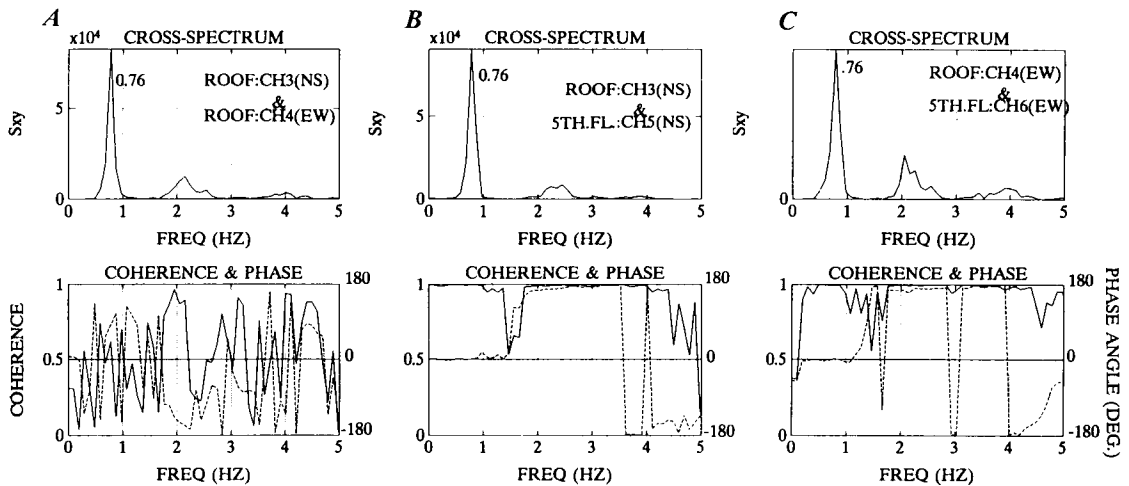 A
x10⁴
CROSS-SPECTRUM
0.76
ROOF:CH3(NS)
&
ROOF:CH4(EW)
Sxy
5
0
0 1 2 3 4 5
FREQ (HZ)
COHERENCE & PHASE
COHERENCE
1
0.5
0
180
0
-180
0 1 2 3 4 5
FREQ (HZ)
B
x10⁴
CROSS-SPECTRUM
0.76
ROOF:CH3(NS)
&
5TH.FL.:CH5(NS)
Sxy
5
0
0 1 2 3 4 5
FREQ (HZ)
COHERENCE & PHASE
1
0.5
0
180
0
-180
0 1 2 3 4 5
FREQ (HZ)
C
CROSS-SPECTRUM
.76
ROOF:CH4(EW)
&
5TH.FL:CH6(EW)
Sxy
0
0 1 2 3 4 5
FREQ (HZ)
COHERENCE & PHASE
1
0.5
0
180
0
-180
PHASE ANGLE (DEG.)
0 1 2 3 4 5
FREQ (HZ)